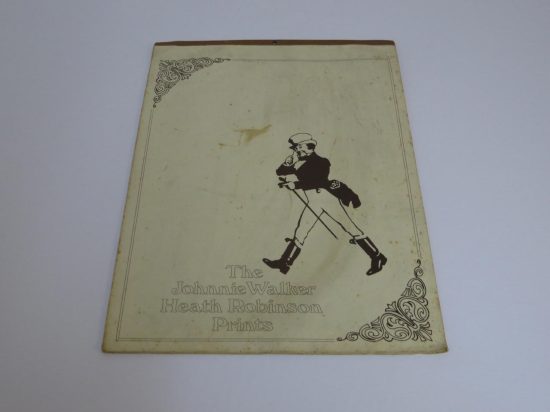 The
Johnnie Walker
Heath Robinson
Prints